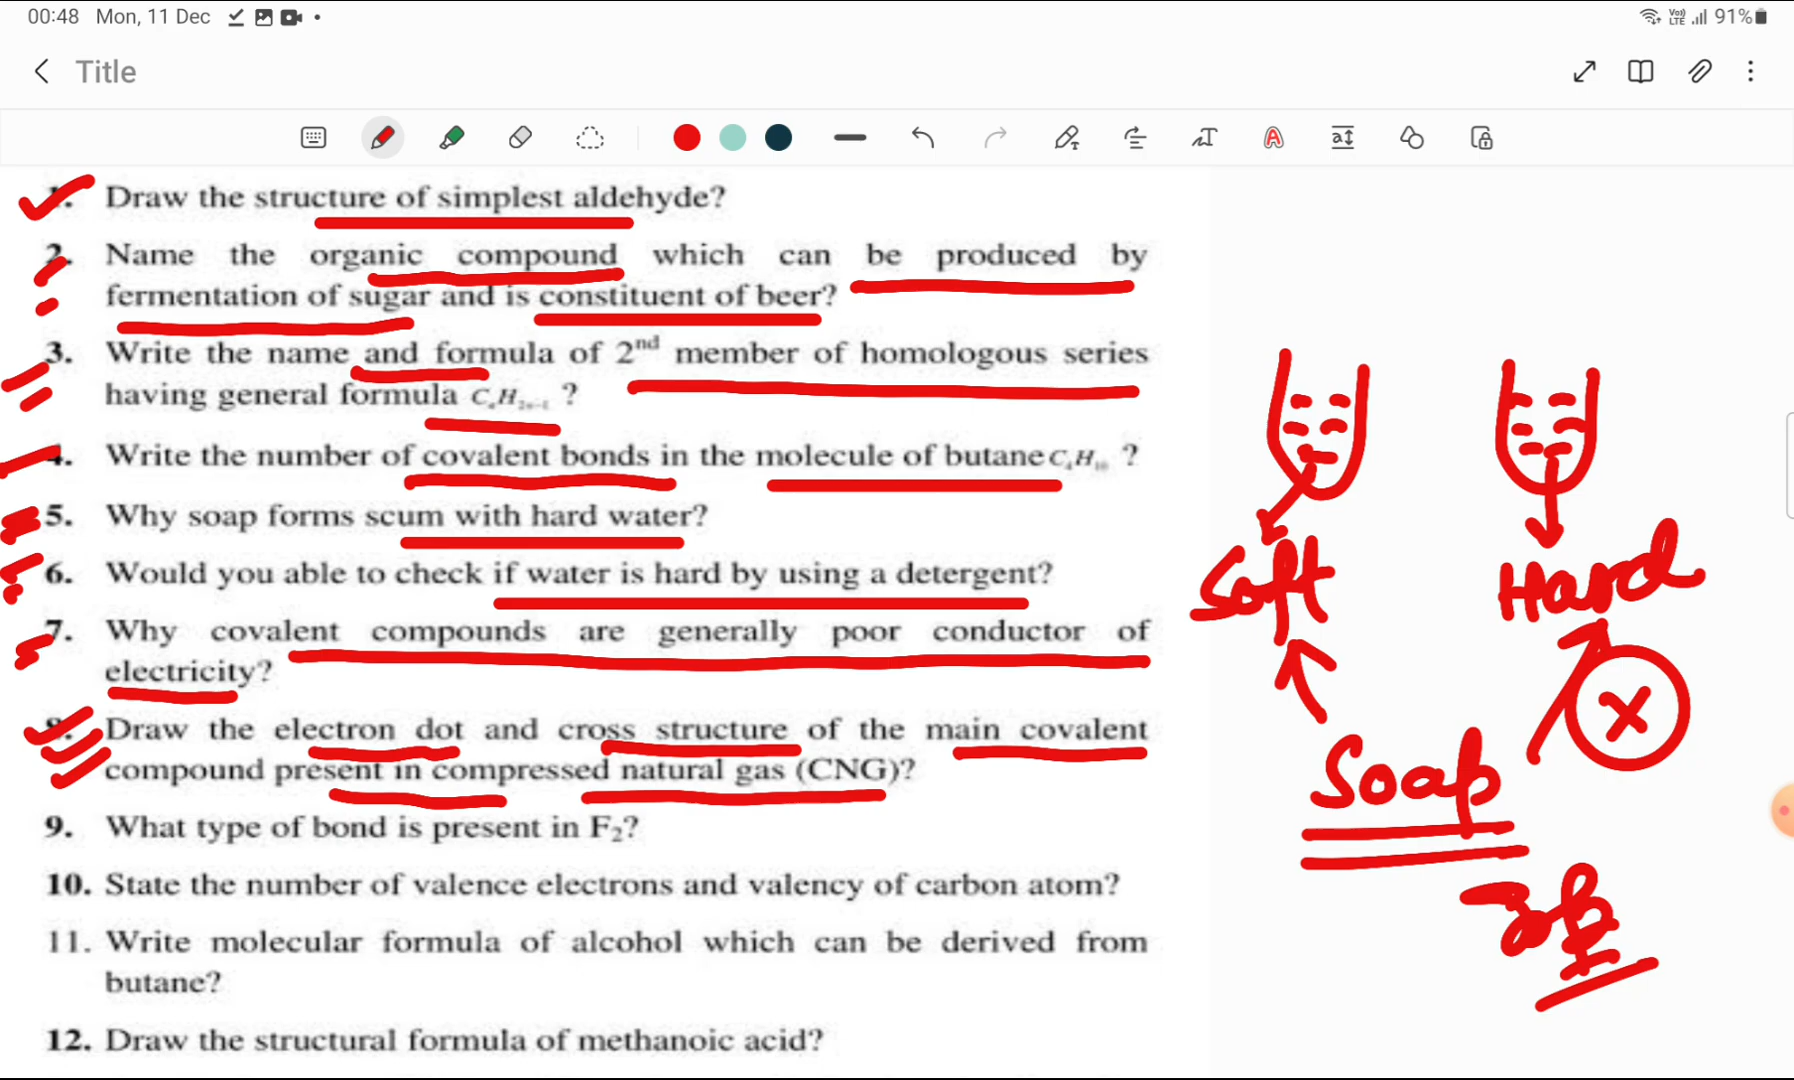 00:48 Mon, 11 Dec
91%
Title
1. Draw the structure of simplest aldehyde?
2. Name the organic compound which can be produced by
fermentation of sugar and is constituent of beer?
3. Write the name and formula of 2nd member of homologous series
having general formula ?
4. Write the number of covalent bonds in the molecule of butane C₄H₁₀ ?
5. Why soap forms scum with hard water?
6. Would you able to check if water is hard by using a detergent?
7. Why covalent compounds are generally poor conductor of
electricity?
8. Draw the electron dot and cross structure of the main covalent
compound present in compressed natural gas (CNG)?
9. What type of bond is present in F₂?
10. State the number of valence electrons and valency of carbon atom?
11. Write molecular formula of alcohol which can be derived from
butane?
12. Draw the structural formula of methanoic acid?
Soft
Hard
X
Soap